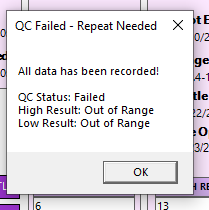 QC Failed - Repeat Needed
All data has been recorded!
QC Status: Failed
High Result: Out of Range
Low Result: Out of Range
OK
6
13